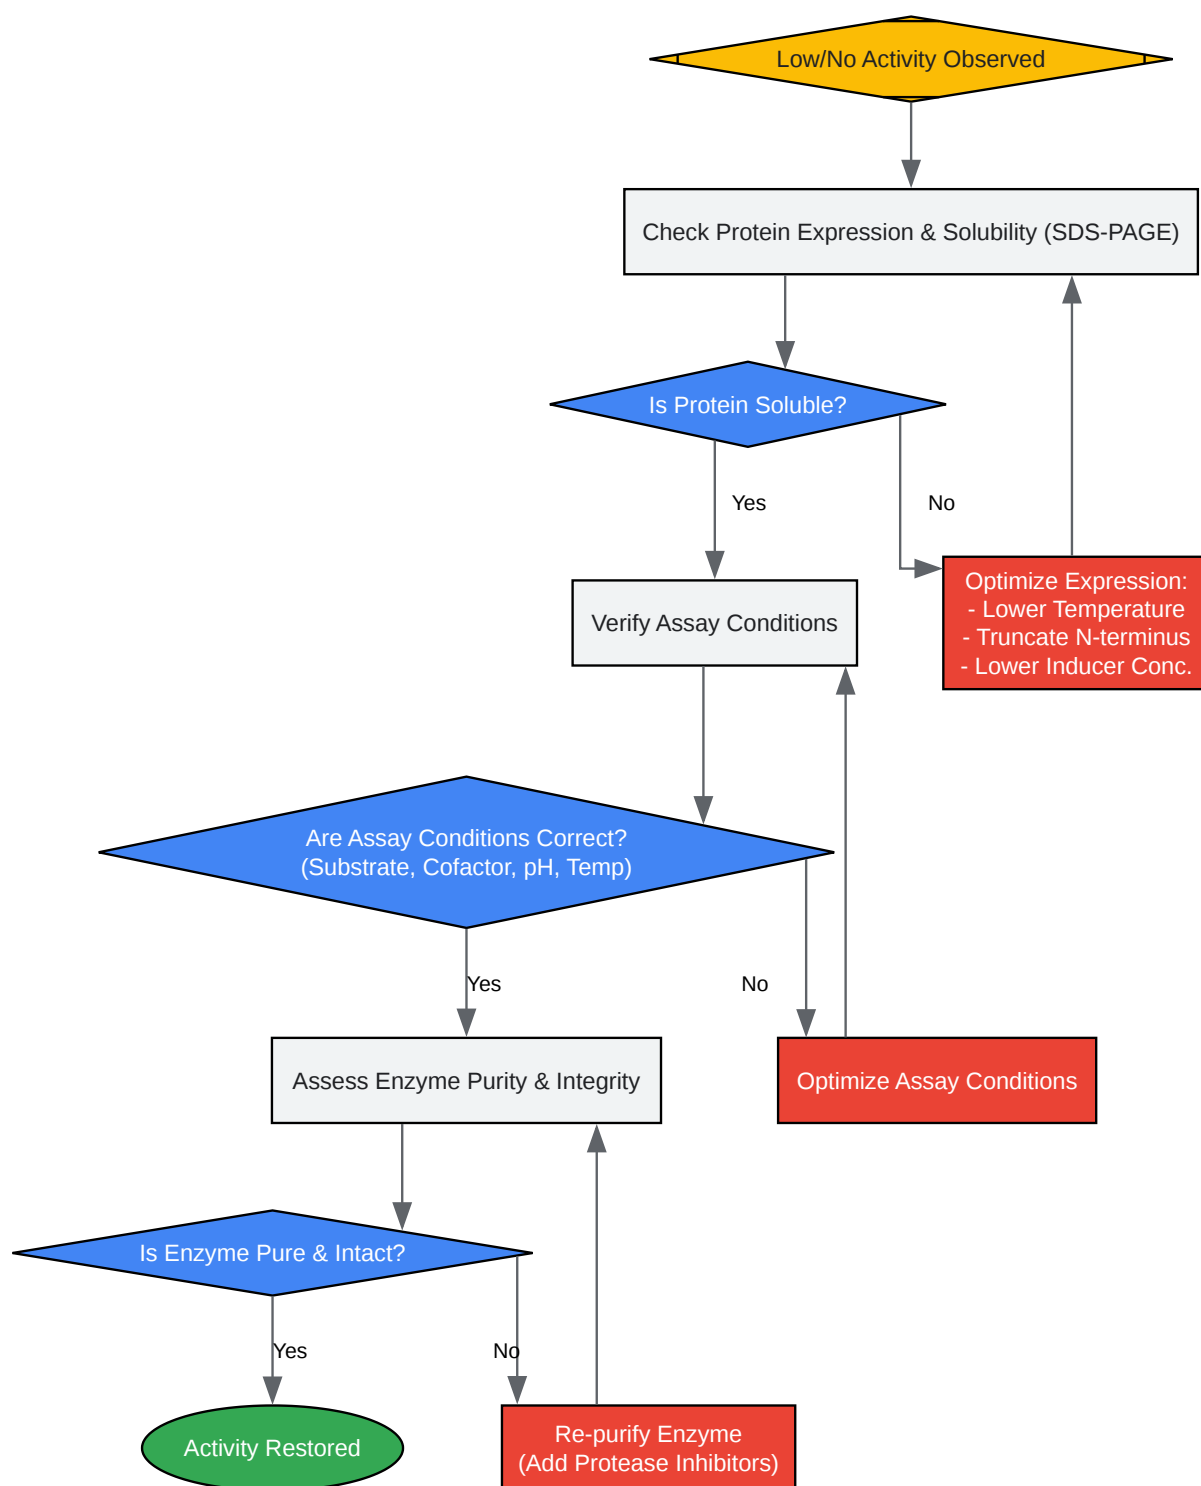 Low/No Activity Observed
Check Protein Expression & Solubility (SDS-PAGE)
Is Protein Soluble?
Yes
No
Optimize Expression:
- Lower Temperature
- Truncate N-terminus
- Lower Inducer Conc.
Verify Assay Conditions
Are Assay Conditions Correct?
(Substrate, Cofactor, pH, Temp)
Yes
No
Assess Enzyme Purity & Integrity
Optimize Assay Conditions
Is Enzyme Pure & Intact?
Yes
No
Activity Restored
Re-purify Enzyme
(Add Protease Inhibitors)